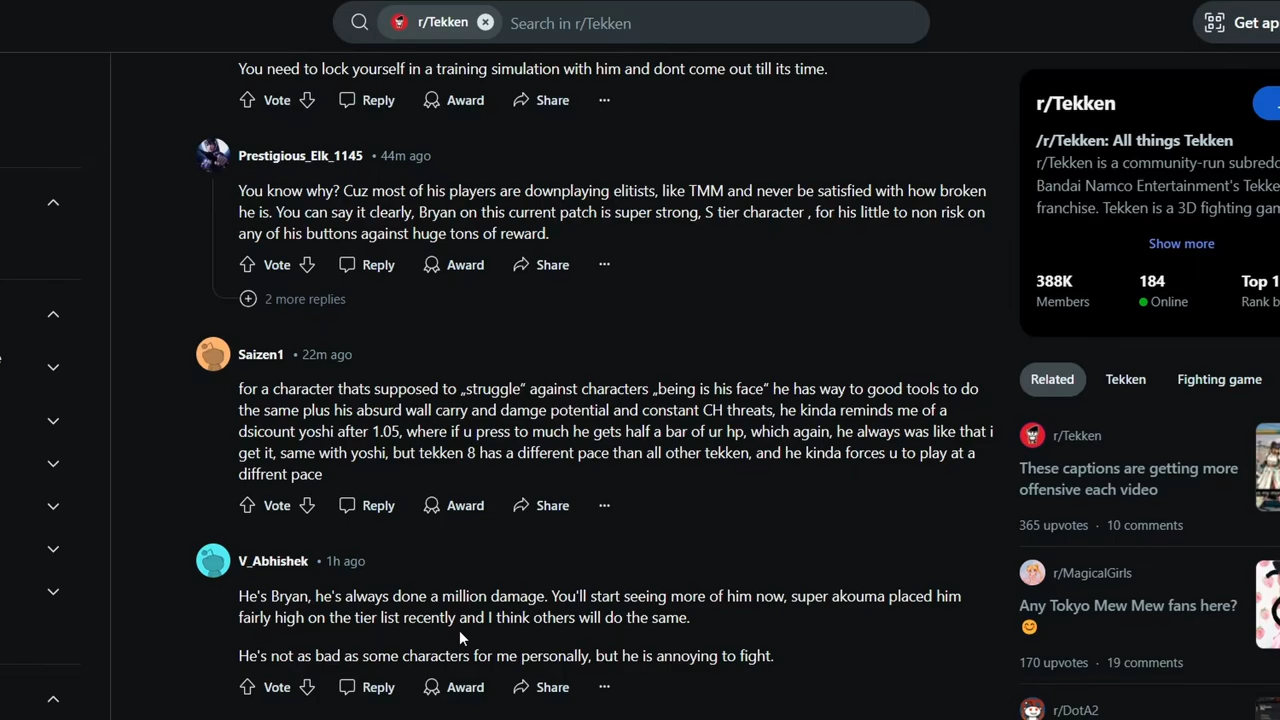 r/Tekken
Search in r/Tekken
Get ap
You need to lock yourself in a training simulation with him and dont come out till its time.
Vote Reply Award Share ...
Prestigious_Elk_1145 • 44m ago
You know why? Cuz most of his players are downplaying elitists, like TMM and never be satisfied with how broken
he is. You can say it clearly, Bryan on this current patch is super strong, S tier character , for his little to non risk on
any of his buttons against huge tons of reward.
Vote Reply Award Share ...
2 more replies
Saizen1 • 22m ago
for a character thats supposed to „struggle“ against characters „being is his face“ he has way to good tools to do
the same plus his absurd wall carry and damge potential and constant CH threats, he kinda reminds me of a
dsicount yoshi after 1.05, where if u press to much he gets half a bar of ur hp, which again, he always was like that i
get it, same with yoshi, but tekken 8 has a different pace than all other tekken, and he kinda forces u to play at a
diffrent pace
Vote Reply Award Share ...
V_Abhishek • 1h ago
He's Bryan, he's always done a million damage. You'll start seeing more of him now, super akouma placed him
fairly high on the tier list recently and I think others will do the same.
He's not as bad as some characters for me personally, but he is annoying to fight.
Vote Reply Award Share ...
r/Tekken
/r/Tekken: All things Tekken
r/Tekken is a community-run subredd
Bandai Namco Entertainment's Tekke
franchise. Tekken is a 3D fighting gam
Show more
388K 184 Top 1
Members Online Rank b
Related Tekken Fighting game
r/Tekken
These captions are getting more
offensive each video
365 upvotes · 10 comments
r/MagicalGirls
Any Tokyo Mew Mew fans here?
😊
170 upvotes · 19 comments
r/DotA2